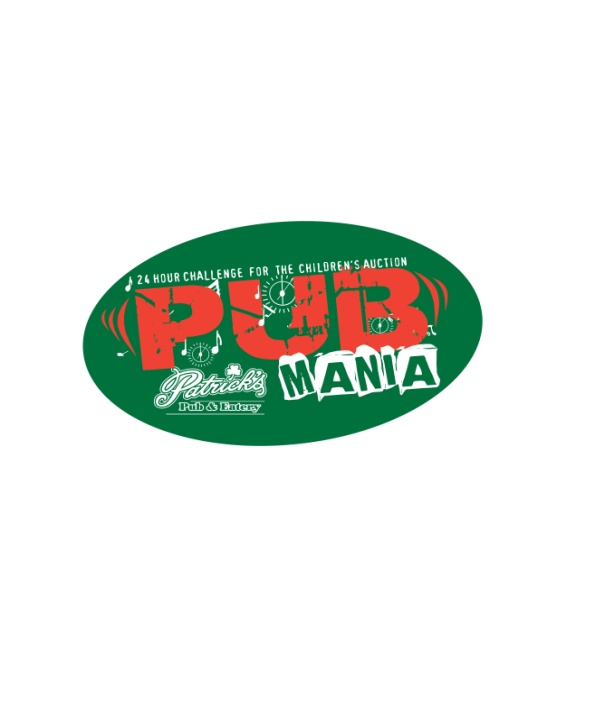 24 HOUR CHALLENGE FOR THE CHILDREN'S AUCTION
PUB
MANIA
Patrick's
Pub & Eatery